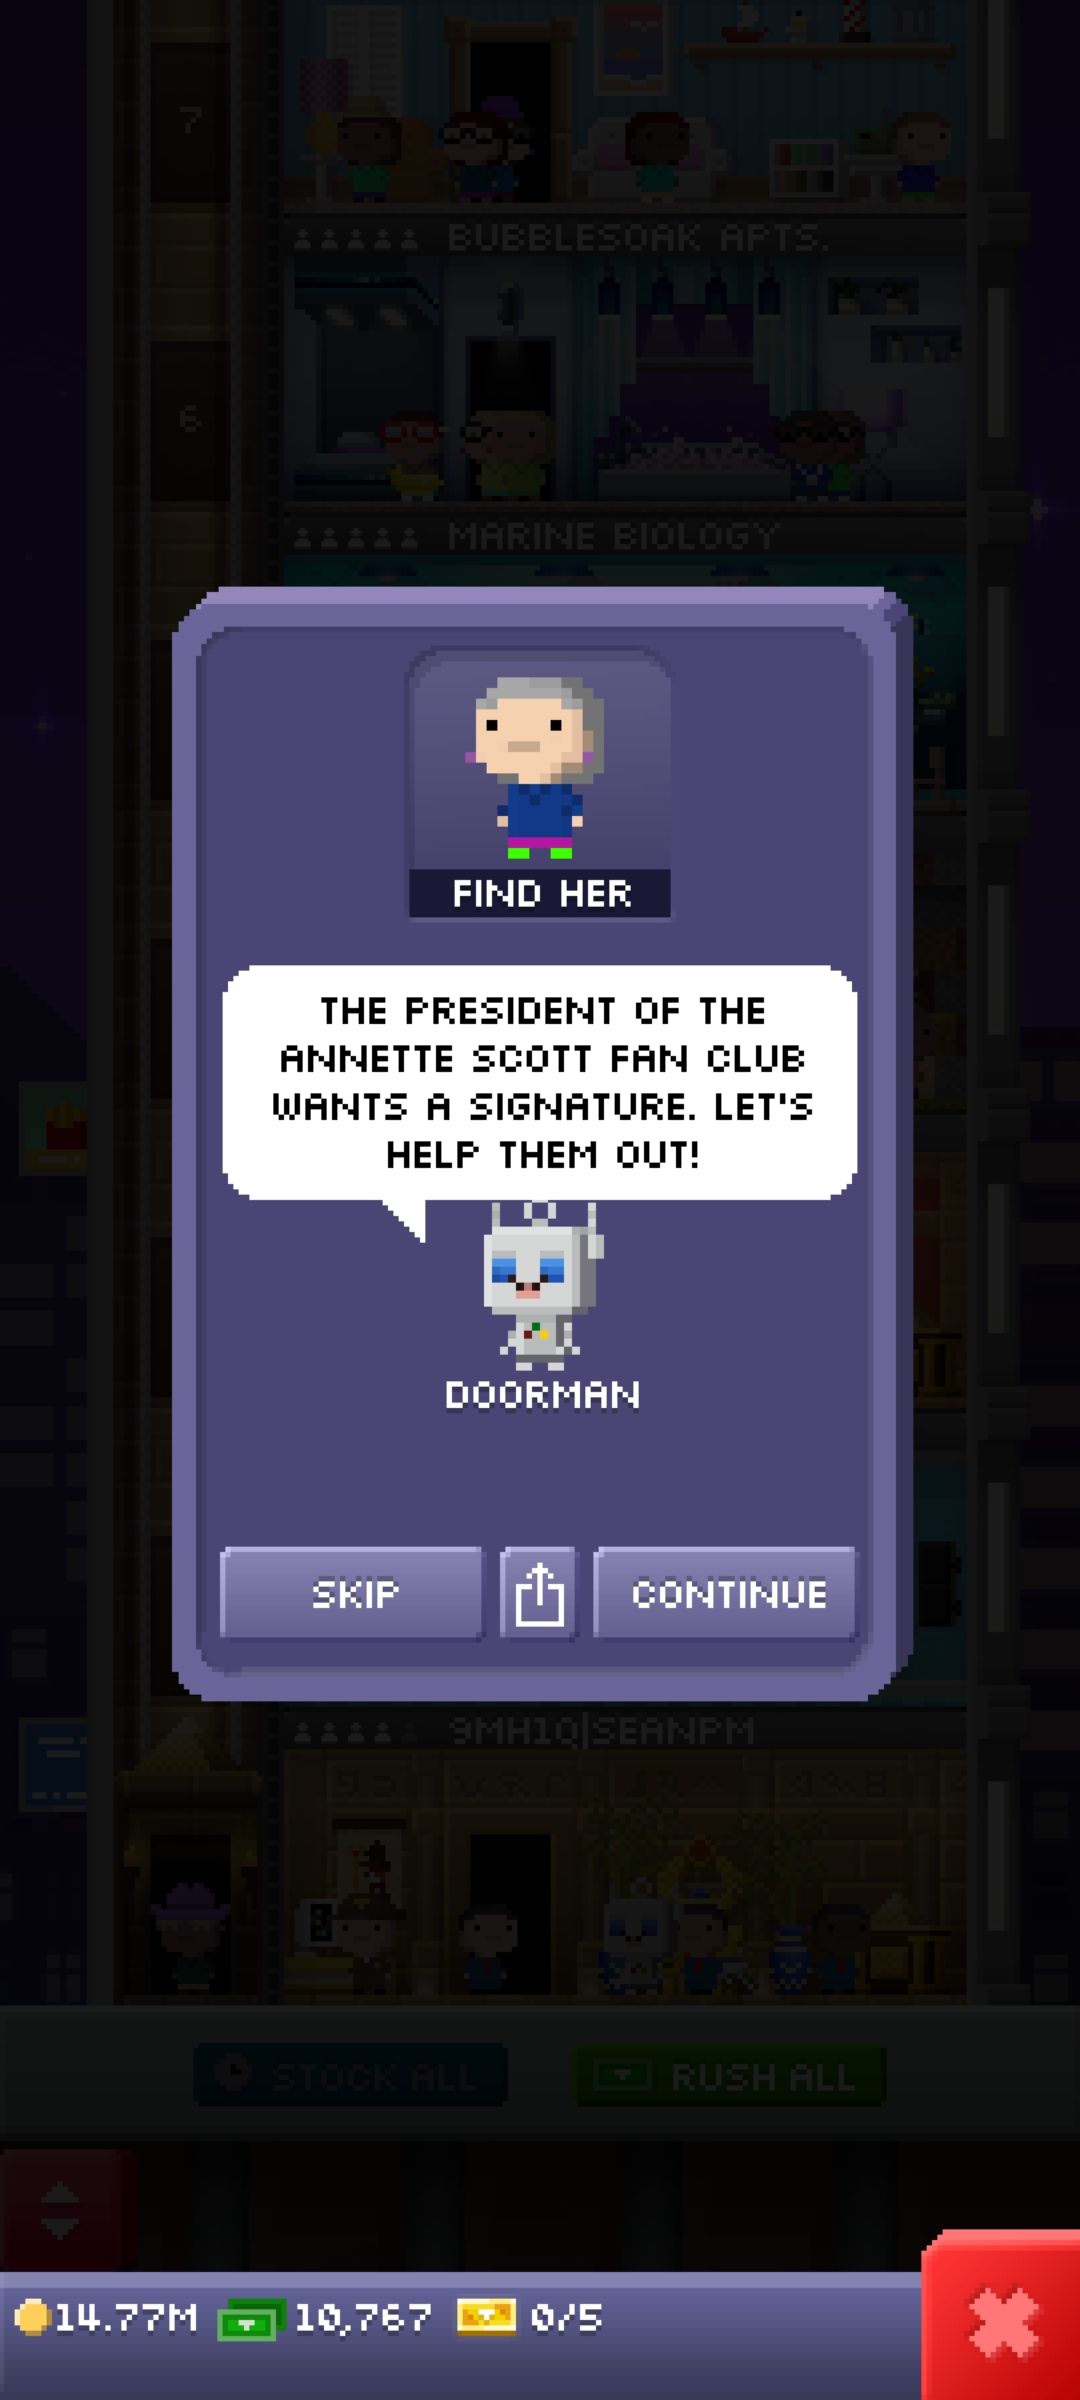 7
BUBBLESOAK APTS.
6
MARINE BIOLOGY
FIND HER
THE PRESIDENT OF THE
ANNETTE SCOTT FAN CLUB
WANTS A SIGNATURE. LET'S
HELP THEM OUT!
DOORMAN
SKIP
CONTINUE
9MH1Q|SEANPM
STOCK ALL
RUSH ALL
14.77M 10,767 0/5